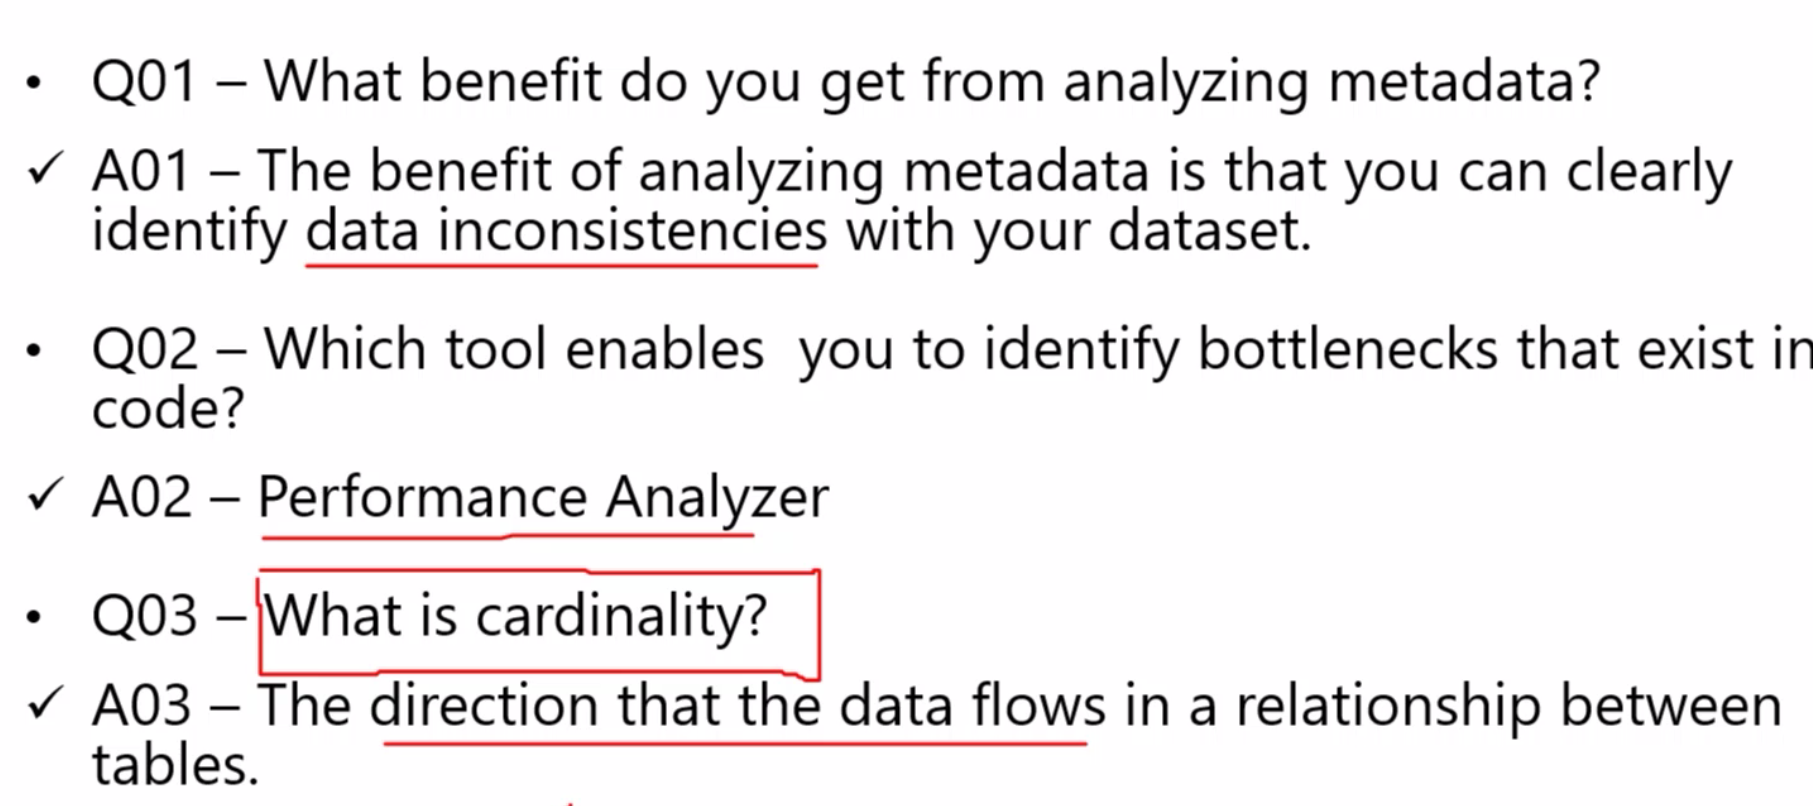 • Q01 – What benefit do you get from analyzing metadata?
✓ A01 – The benefit of analyzing metadata is that you can clearly
identify data inconsistencies with your dataset.
• Q02 – Which tool enables  you to identify bottlenecks that exist in
code?
✓ A02 – Performance Analyzer
• Q03 – What is cardinality?
✓ A03 – The direction that the data flows in a relationship between
tables.